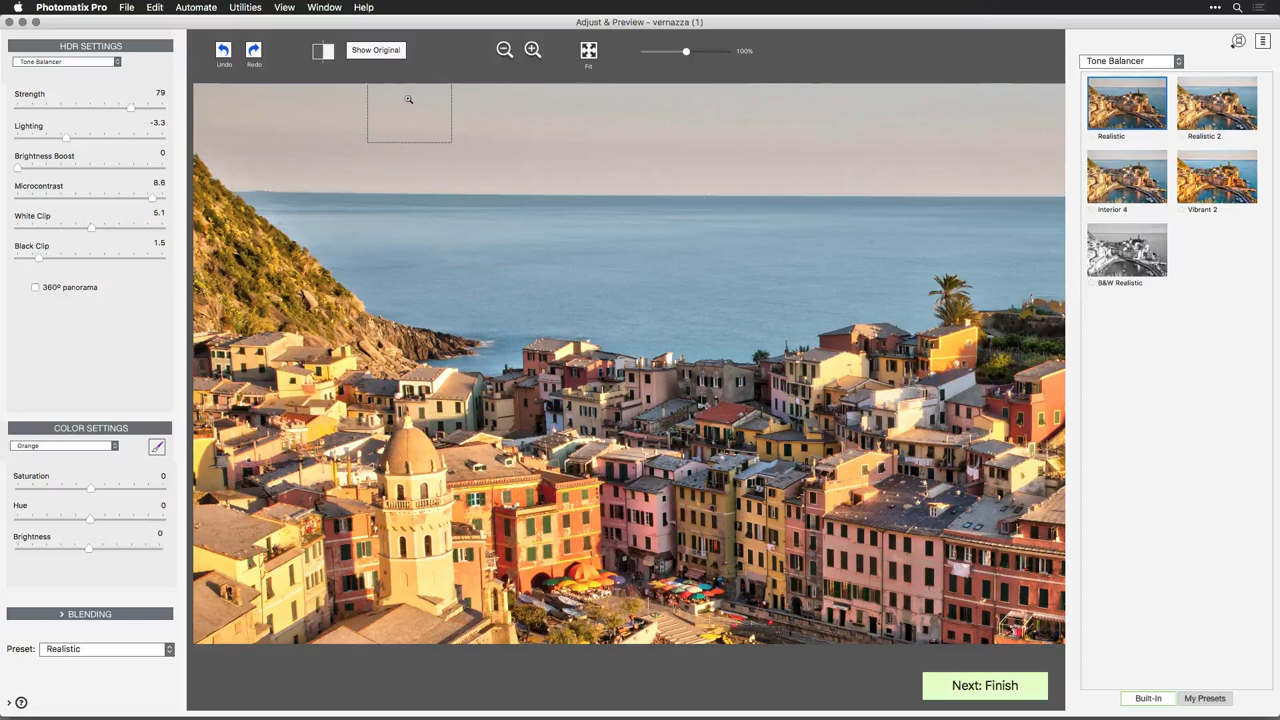 Photomatix Pro File Edit Automate Utilities View Window Help
Adjust & Preview - vernazza (1)
HDR SETTINGS
Tone Balancer
Strength 79
Lighting -3.3
Brightness Boost 0
Microcontrast 8.6
White Clip 5.1
Black Clip 1.5
360º panorama
COLOR SETTINGS
Orange
Saturation 0
Hue 0
Brightness 0
> BLENDING
Preset: Realistic
> ?
Undo
Redo
Show Original
Fit
100%
Next: Finish
Tone Balancer
Realistic
Realistic 2
Interior 4
Vibrant 2
B&W Realistic
Built-In
My Presets